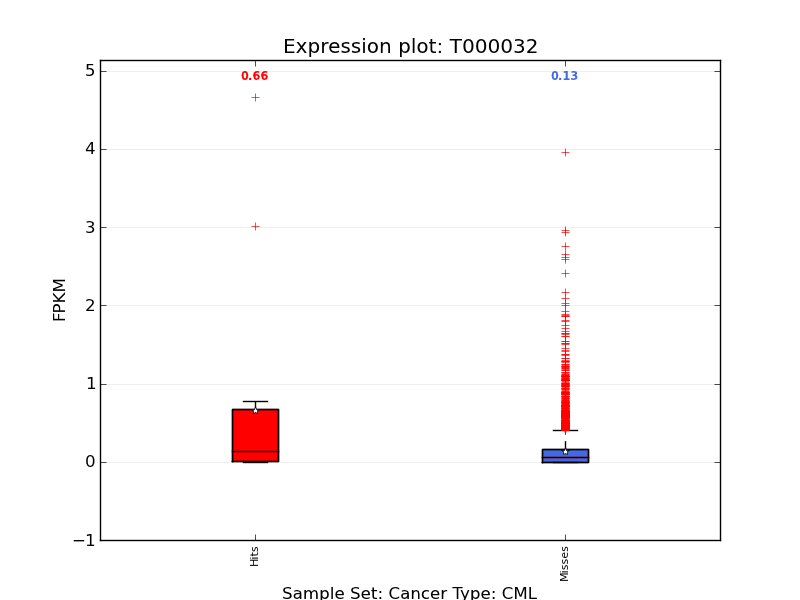 Expression plot: T000032
0.66
0.13
5
4
3
2
1
0
−1
FPKM
Hits
Misses
Sample Set: Cancer Type: CML